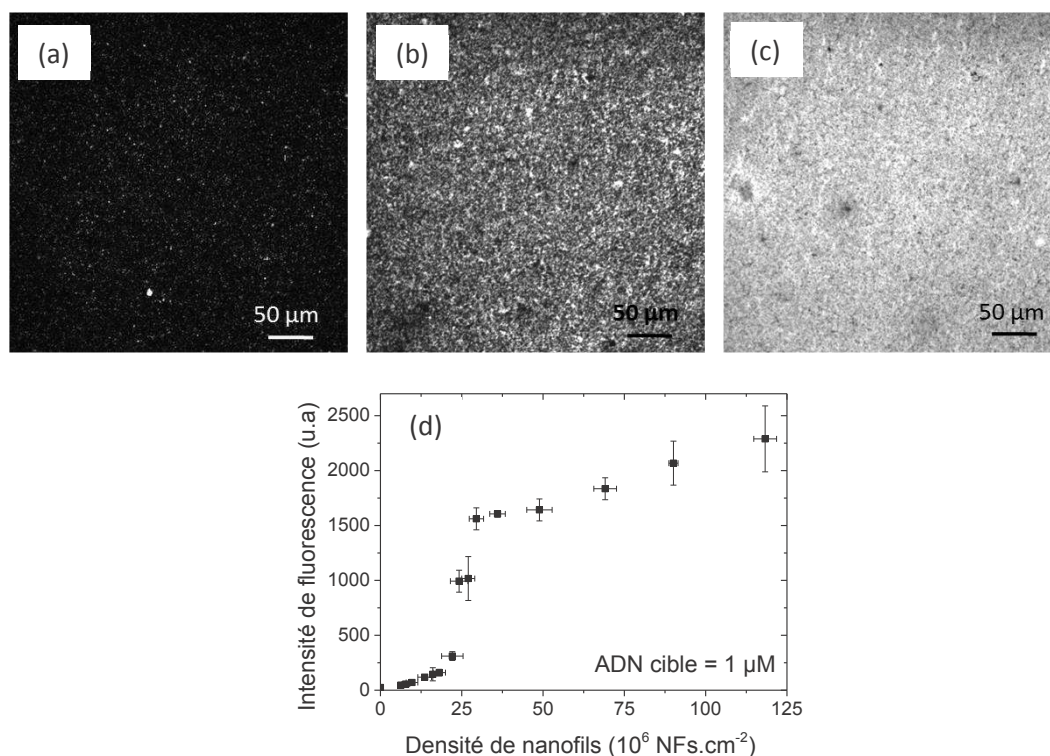 (a)
(b)
(c)
50 µm
50 µm
50 µm
(d)
Intensité de fluorescence (u.a)
2500
2000
1500
1000
500
0
0
25
50
75
100
125
ADN cible = 1 µM
Densité de nanofils (10⁶ NFs.cm⁻²)